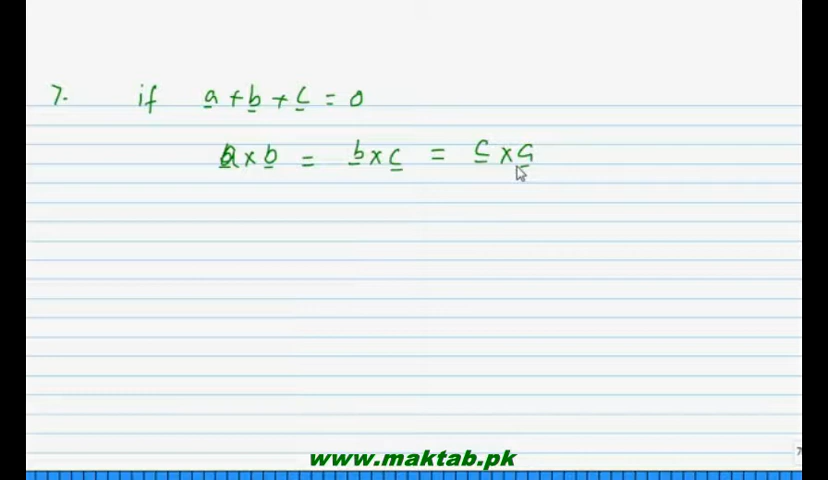 7. if a + b + c = 0
a × b = b × c = c × a
www.maktab.pk